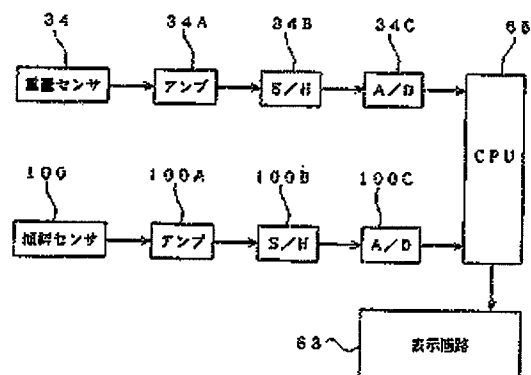 34
34A
34B
34C
65
重量センサ
アンプ
S/H
A/D
CPU
100
100A
100B
100C
傾斜センサ
アンプ
S/H
A/D
63
表示回路